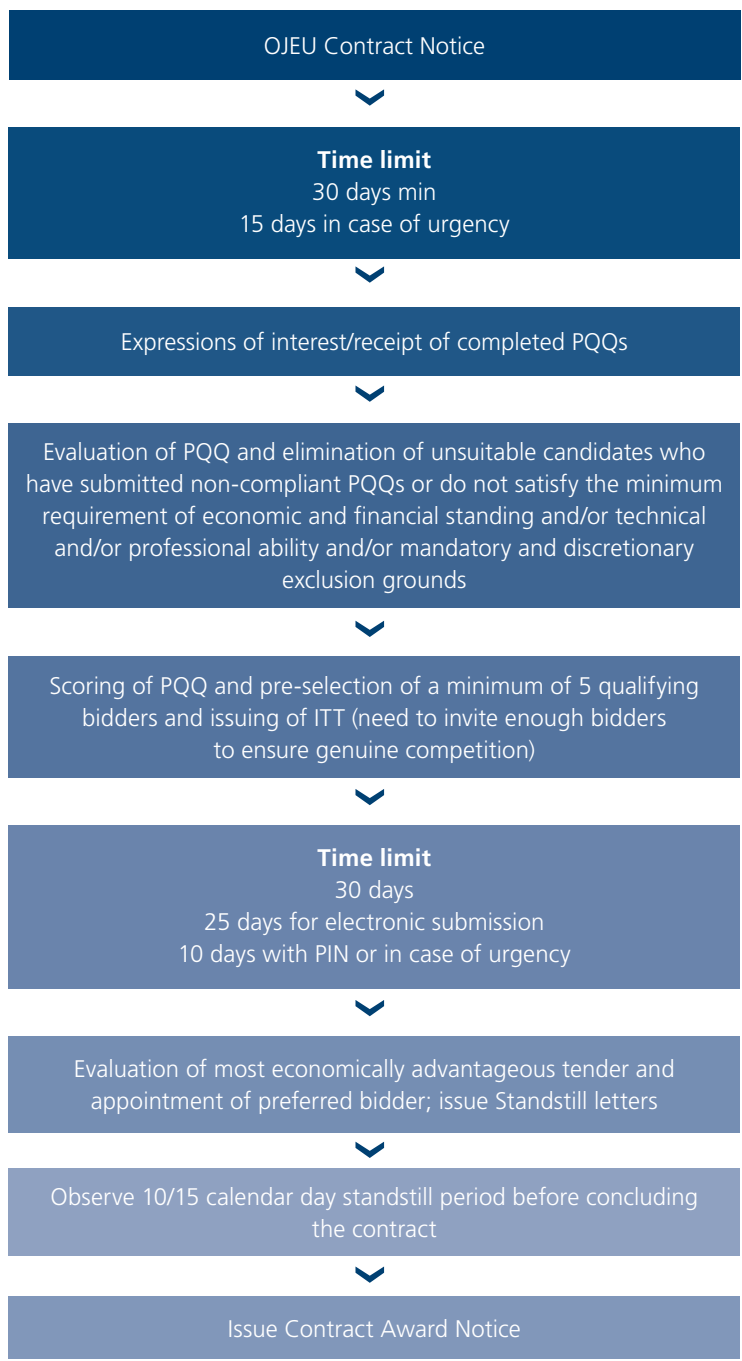 OJEU Contract Notice
Time limit
30 days min
15 days in case of urgency
Expressions of interest/receipt of completed PQQs
Evaluation of PQQ and elimination of unsuitable candidates who
have submitted non-compliant PQQs or do not satisfy the minimum
requirement of economic and financial standing and/or technical
and/or professional ability and/or mandatory and discretionary
exclusion grounds
Scoring of PQQ and pre-selection of a minimum of 5 qualifying
bidders and issuing of ITT (need to invite enough bidders
to ensure genuine competition)
Time limit
30 days
25 days for electronic submission
10 days with PIN or in case of urgency
Evaluation of most economically advantageous tender and
appointment of preferred bidder; issue Standstill letters
Observe 10/15 calendar day standstill period before concluding
the contract
Issue Contract Award Notice